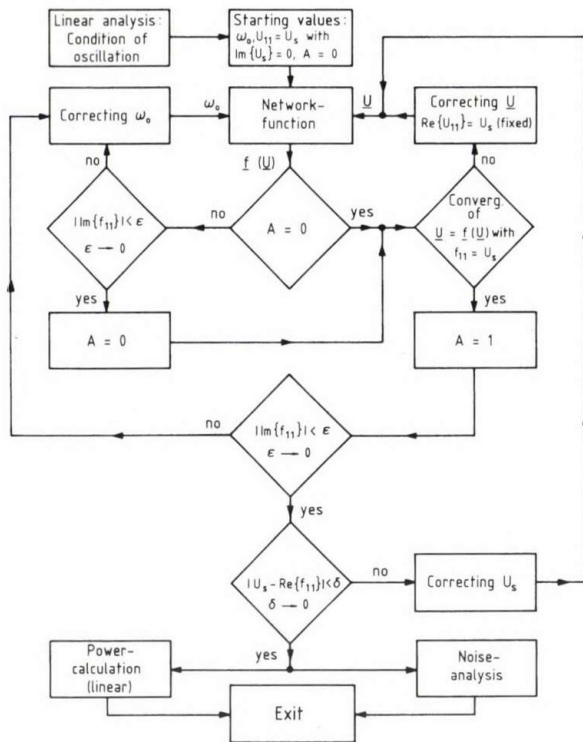 Linear analysis:
Condition of
oscillation
Starting values:
ω₀, U₁₁ = Uₛ with
Im {Uₛ} = 0, A = 0
Correcting ω₀
ω₀
Network-
function
U
Correcting U
Re{U₁₁} = Uₛ (fixed)
no
f (U)
no
|Im{f₁₁}| < ε
ε → 0
no
A = 0
yes
Converg.
of
U = f (U) with
f₁₁ = Uₛ
yes
yes
A = 0
A = 1
|Im{f₁₁}| < ε
ε → 0
no
yes
|Uₛ - Re{f₁₁}| < δ
δ → 0
no
Correcting Uₛ
yes
Power-
calculation
(linear)
Noise-
analysis
Exit